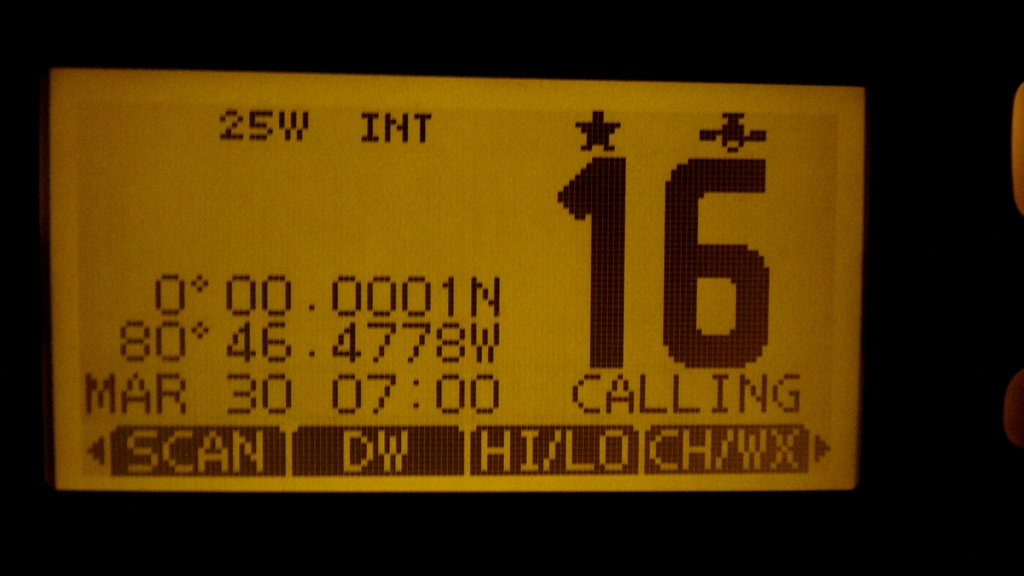 25W INT
16
0°00.0001N
80°46.4778W
MAR 30 07:00
CALLING
SCAN DW HI/LO CH/WX